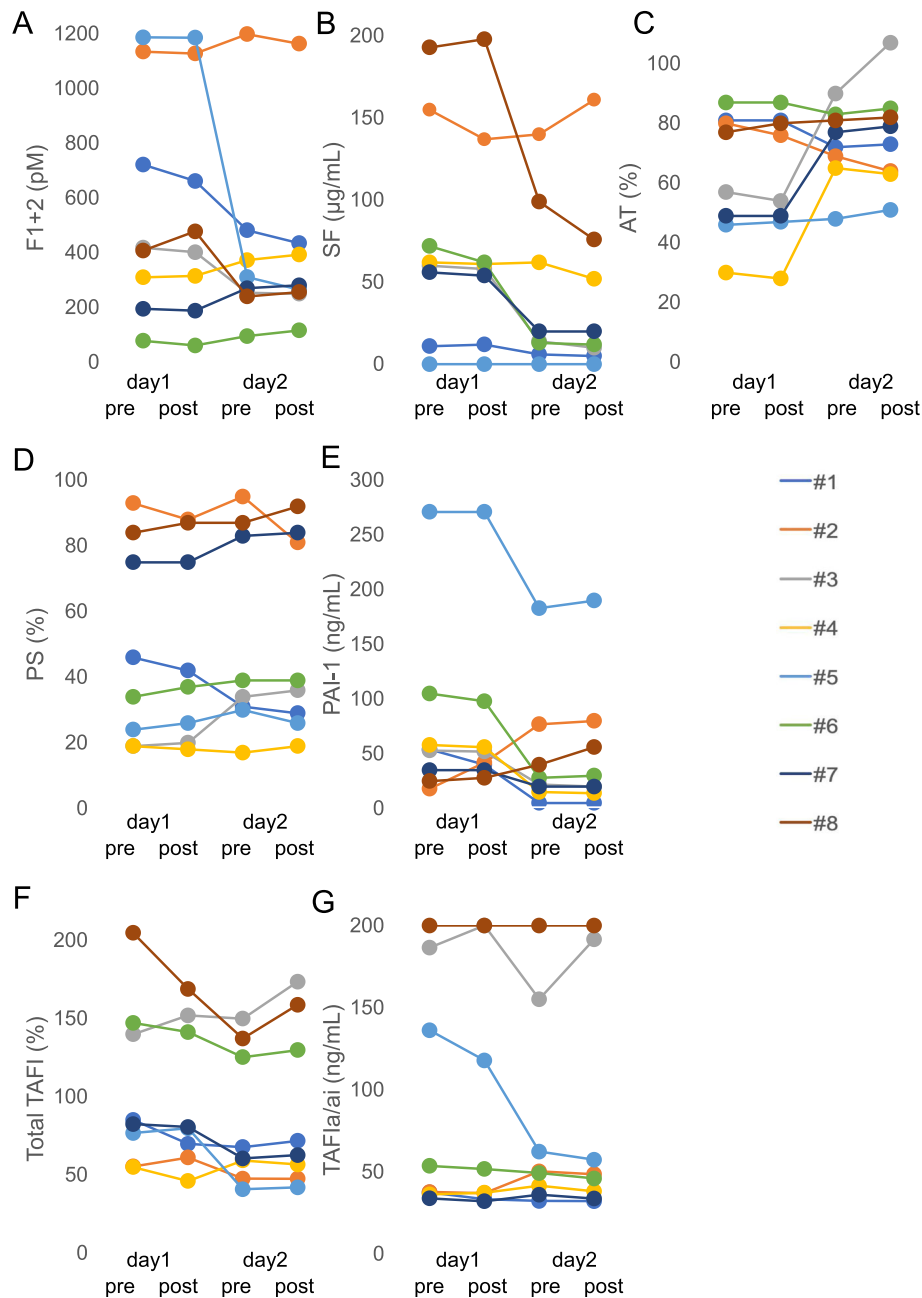 A
F1+2 (pM)
1200
1000
800
600
400
200
0
day1 day2
pre post pre post
B
SF (µg/mL)
200
150
100
50
0
day1 day2
pre post pre post
C
AT (%)
100
80
60
40
20
0
day1 day2
pre post pre post
D
PS (%)
100
80
60
40
20
0
day1 day2
pre post pre post
E
PAI-1 (ng/mL)
300
250
200
150
100
50
0
day1 day2
pre post pre post
#1
#2
#3
#4
#5
#6
#7
#8
F
Total TAFI (%)
200
150
100
50
0
day1 day2
pre post pre post
G
TAFIa/ai (ng/mL)
200
150
100
50
0
day1 day2
pre post pre post